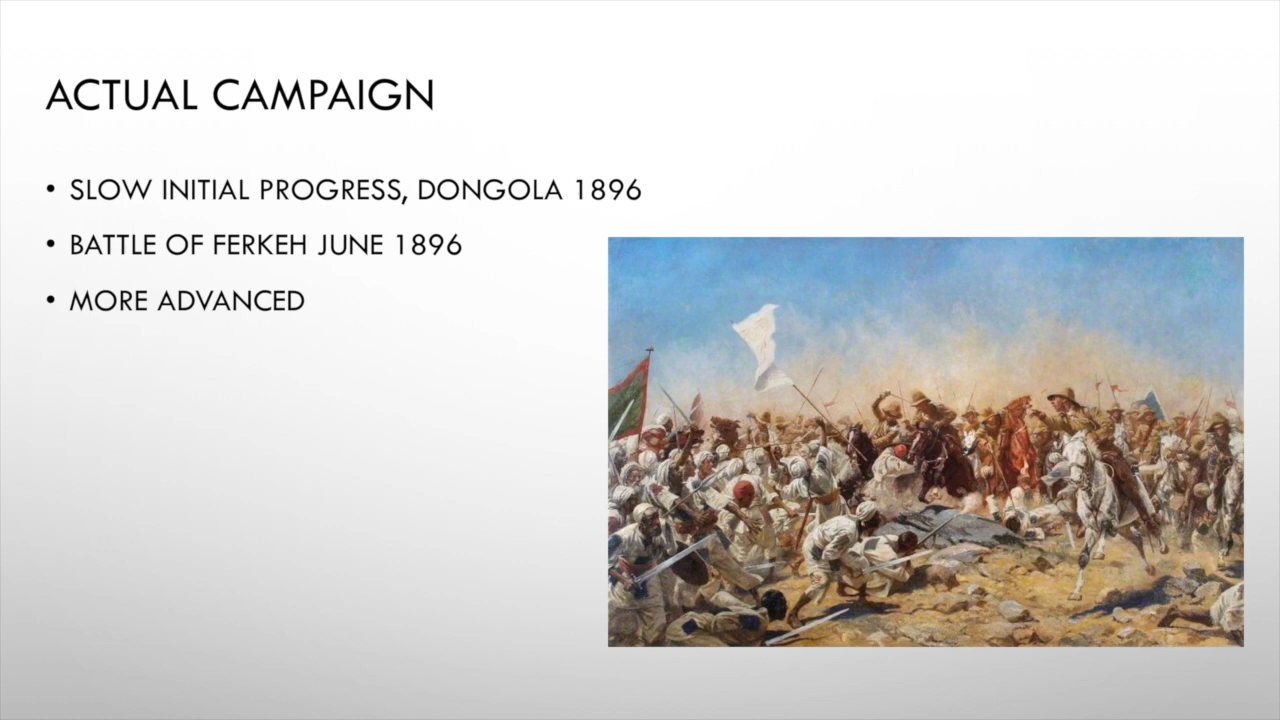 ACTUAL CAMPAIGN
• SLOW INITIAL PROGRESS, DONGOLA 1896
• BATTLE OF FERKEH JUNE 1896
• MORE ADVANCED